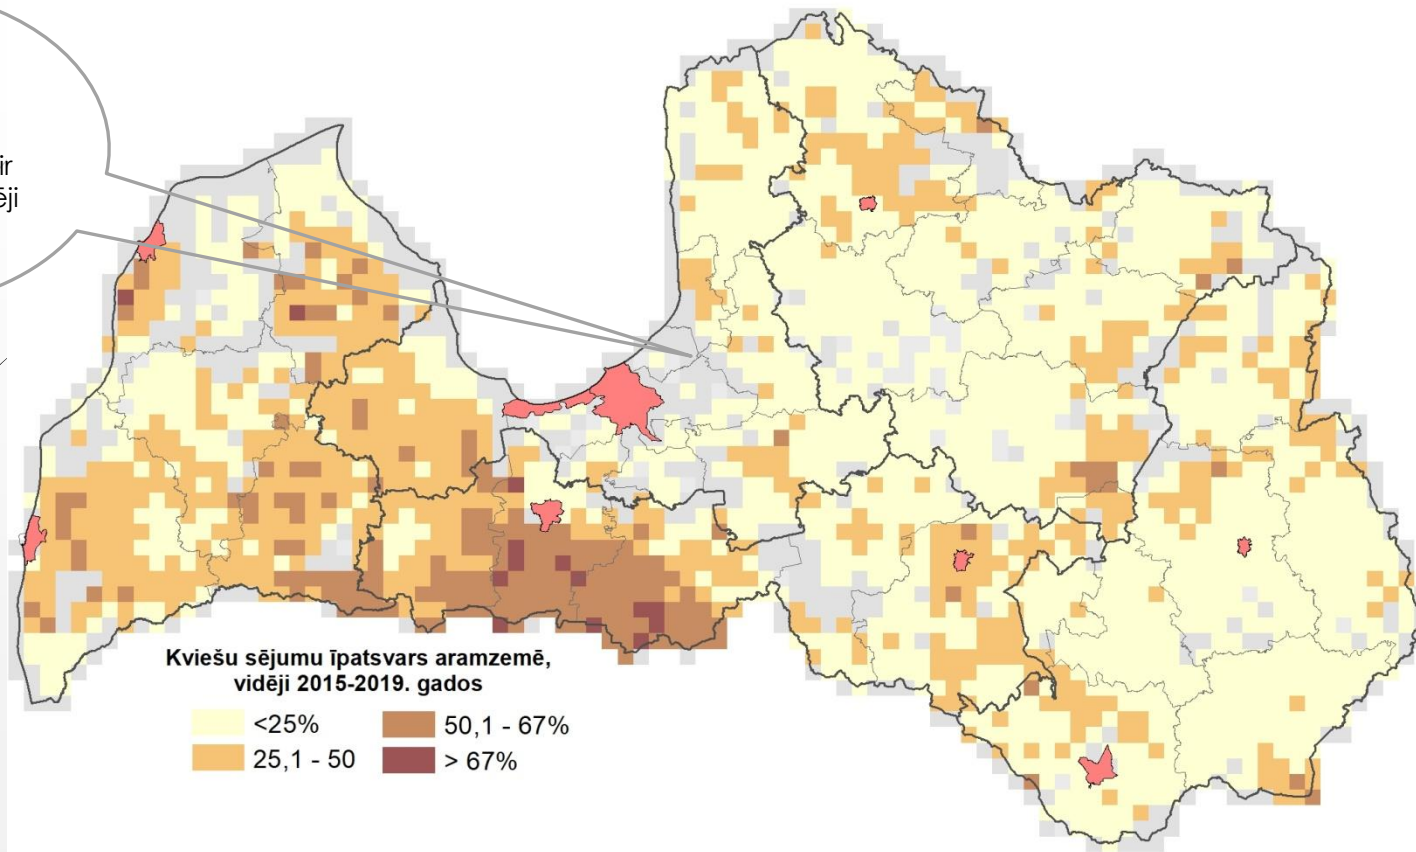 ir
ēji
Kviešu sējumu īpatsvars aramzemē,
vidēji 2015-2019. gados
<25%
50,1 - 67%
25,1 - 50
> 67%